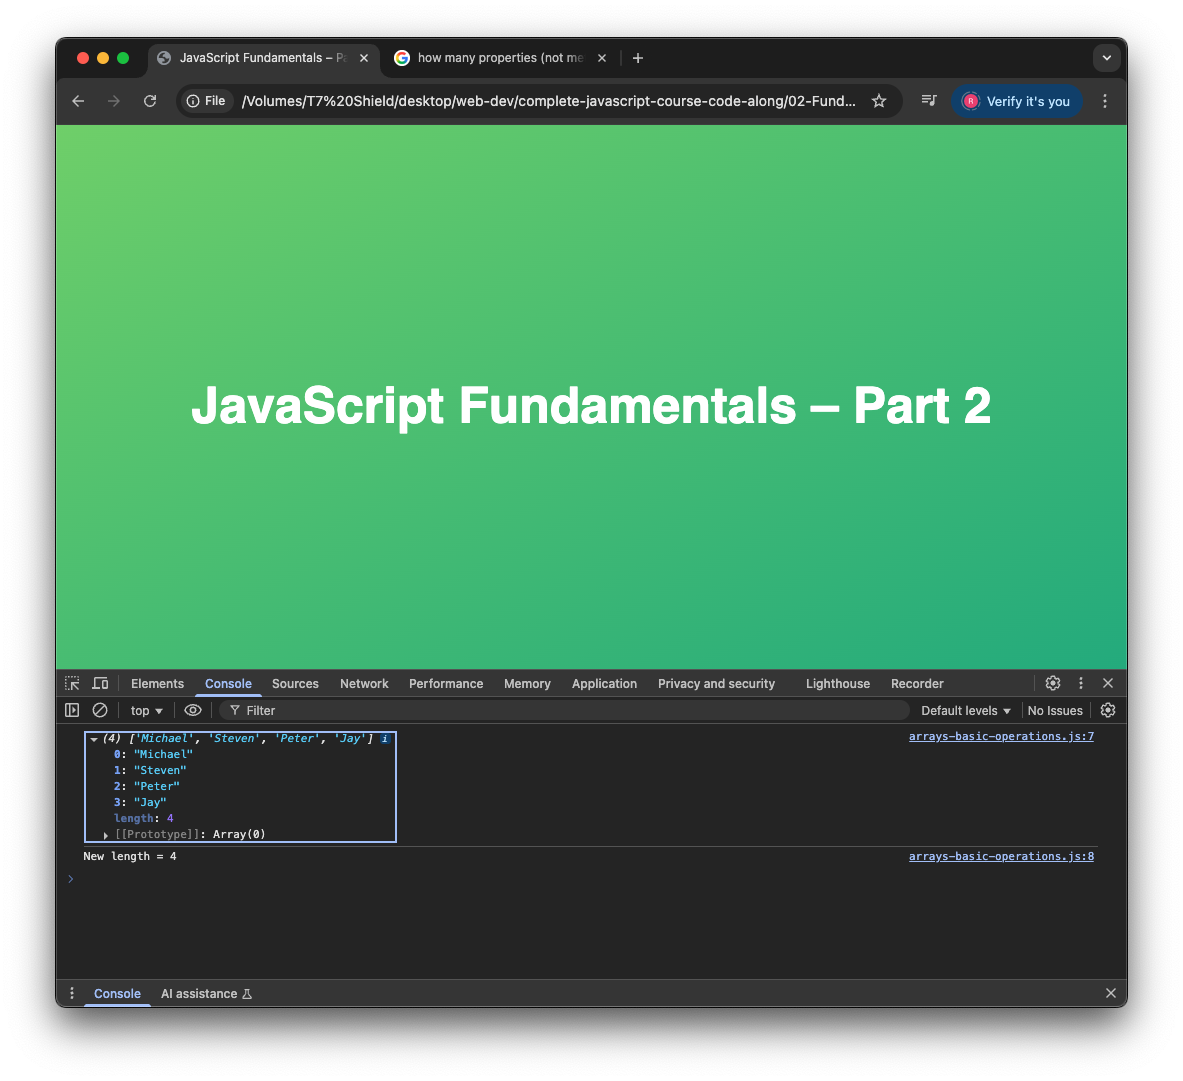 JavaScript Fundamentals – Pa
how many properties (not me
File /Volumes/T7%20Shield/desktop/web-dev/complete-javascript-course-code-along/02-Fund...
R Verify it's you
JavaScript Fundamentals – Part 2
Elements Console Sources Network Performance Memory Application Privacy and security Lighthouse Recorder
top Filter Default levels No Issues
(4) ['Michael', 'Steven', 'Peter', 'Jay'] i arrays-basic-operations.js:7
0: "Michael"
1: "Steven"
2: "Peter"
3: "Jay"
length: 4
[[Prototype]]: Array(0)
New length = 4 arrays-basic-operations.js:8
Console AI assistance